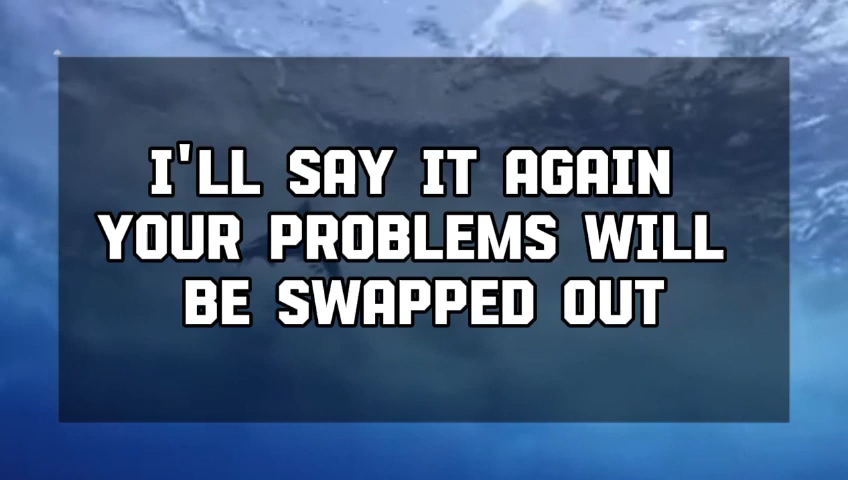 I'LL SAY IT AGAIN
YOUR PROBLEMS WILL
BE SWAPPED OUT